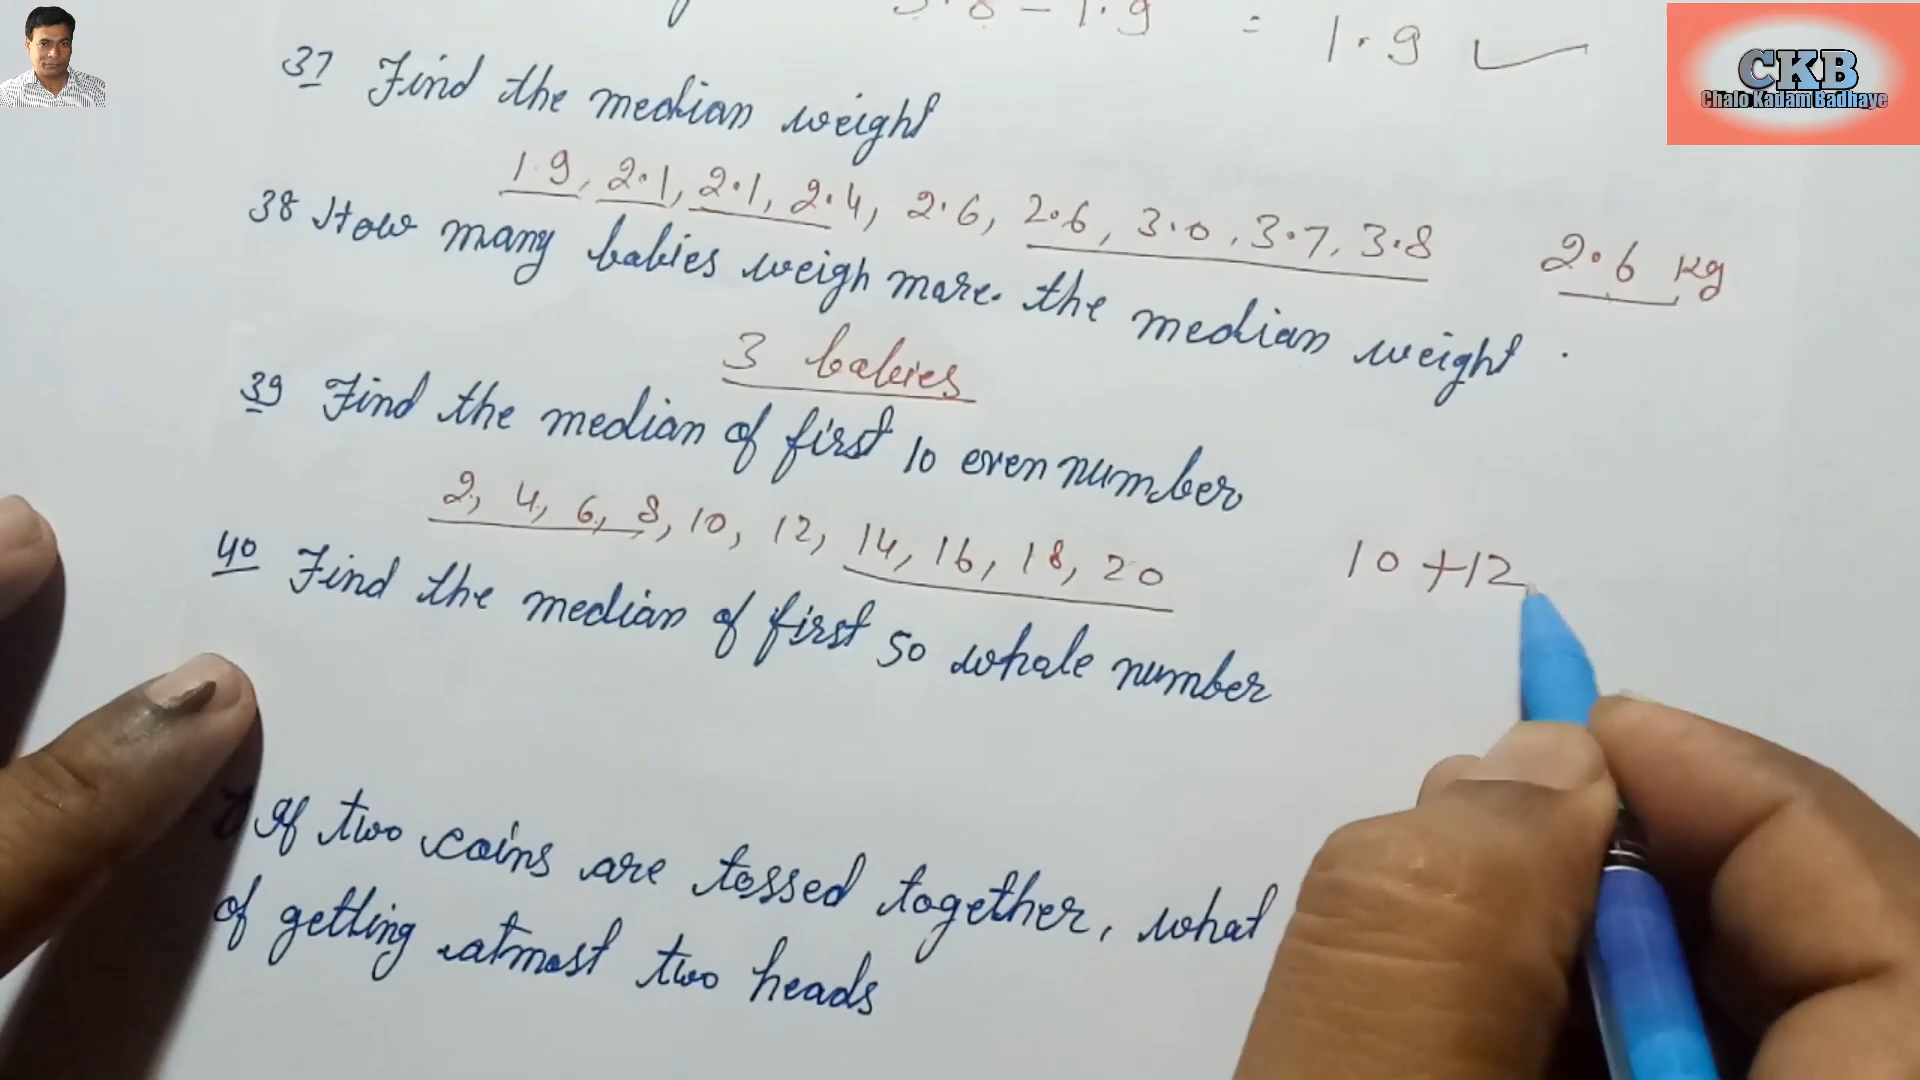 3.8 - 1.9 = 1.9
CKB
Chalo Kadam Badhaye
37 Find the median weight
1.9, 2.1, 2.1, 2.4, 2.6, 2.6, 3.0, 3.7, 3.8
2.6 kg
38 How many babies weigh more the median weight.
3 babies
39 Find the median of first 10 even number
2, 4, 6, 8, 10, 12, 14, 16, 18, 20
10 + 12
40 Find the median of first 50 whole number
If two coins are tossed together, what
of getting atmost two heads